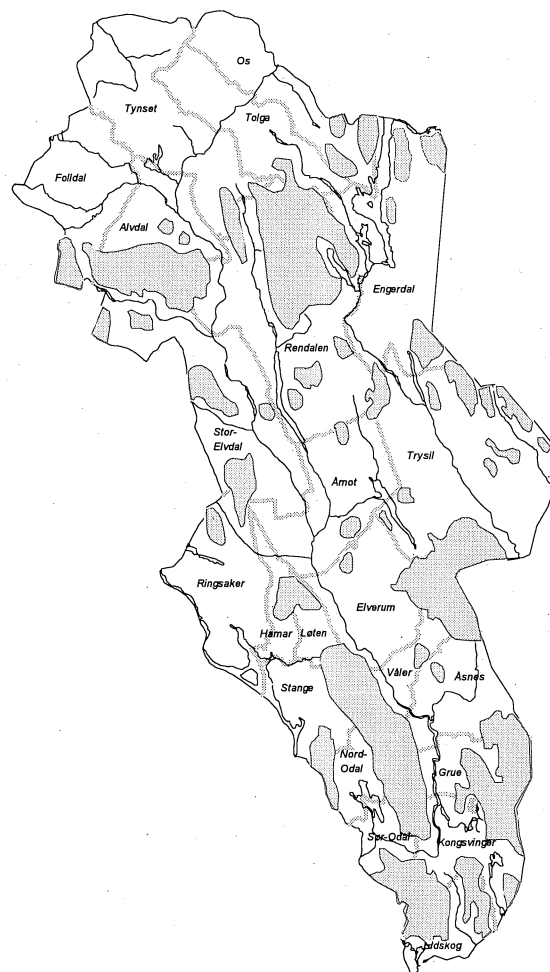 Os
Tynset
Tolga
Folldal
Alvdal
Engerdal
Rendalen
Stor-
Elvdal
Trysil
Åmot
Ringsaker
Elverum
Hamar
Løten
Våler
Åsnes
Stange
Nord-
Odal
Grue
Sør-Odal
Kongsvinger
Eidskog